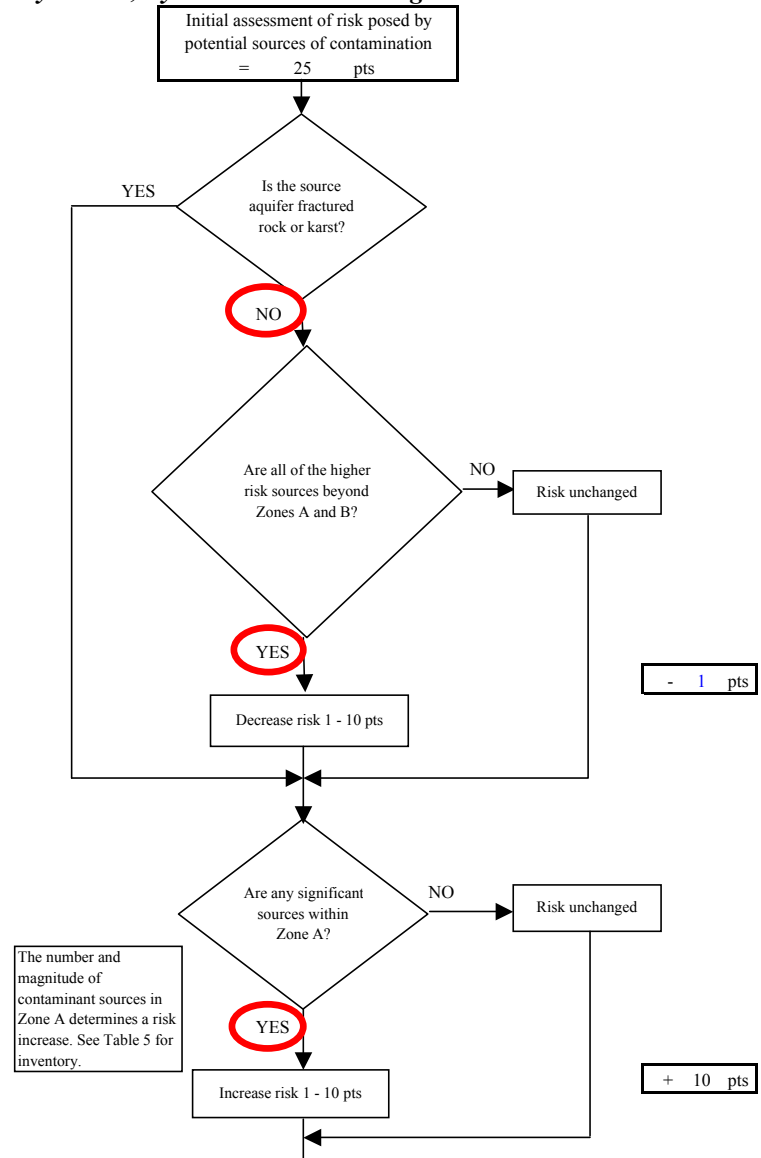 Initial assessment of risk posed by
potential sources of contamination
= 25 pts
YES
Is the source
aquifer fractured
rock or karst?
NO
Are all of the higher
risk sources beyond
Zones A and B?
NO
Risk unchanged
YES
- 1 pts
Decrease risk 1 - 10 pts
Are any significant
sources within
Zone A?
NO
Risk unchanged
The number and
magnitude of
contaminant sources in
Zone A determines a risk
increase. See Table 5 for
inventory.
YES
+ 10 pts
Increase risk 1 - 10 pts